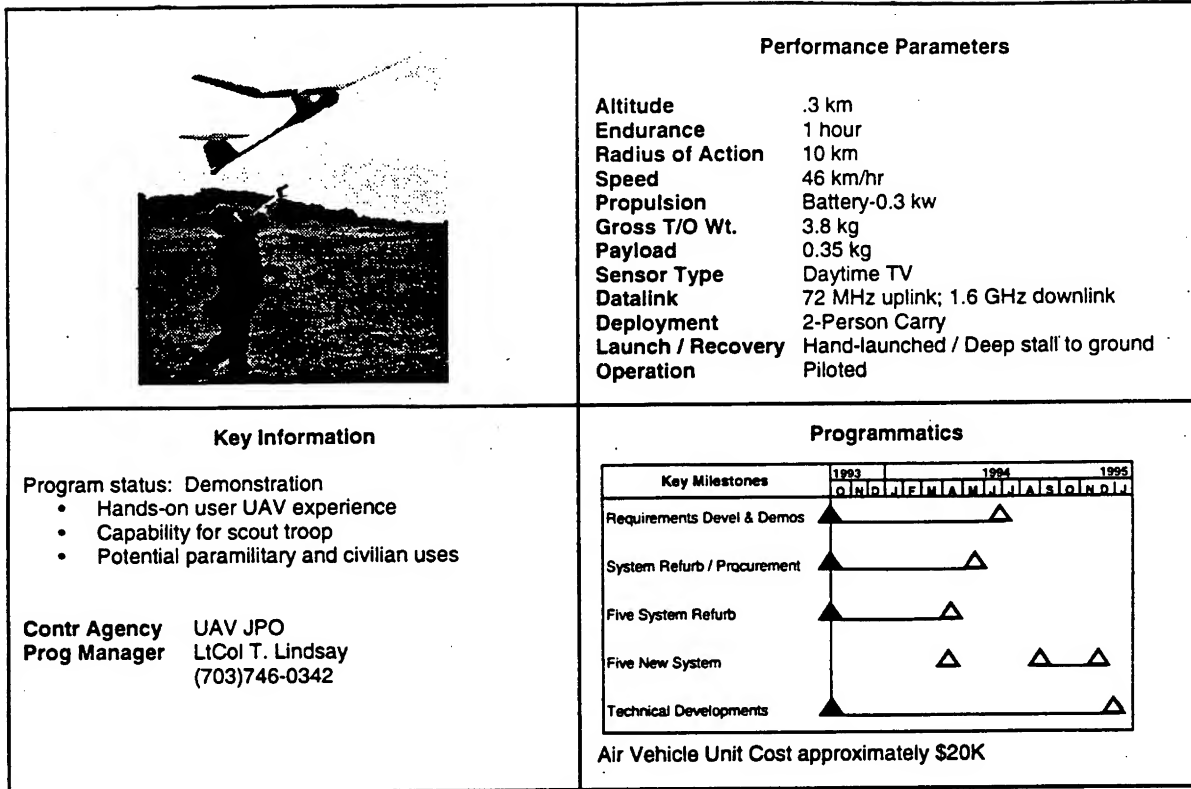 Performance Parameters
Altitude .3 km
Endurance 1 hour
Radius of Action 10 km
Speed 46 km/hr
Propulsion Battery-0.3 kw
Gross T/O Wt. 3.8 kg
Payload 0.35 kg
Sensor Type Daytime TV
Datalink 72 MHz uplink; 1.6 GHz downlink
Deployment 2-Person Carry
Launch / Recovery Hand-launched / Deep stall to ground
Operation Piloted
Key Information
Program status: Demonstration
• Hands-on user UAV experience
• Capability for scout troop
• Potential paramilitary and civilian uses
Contr Agency UAV JPO
Prog Manager LtCol T. Lindsay
(703)746-0342
Programmatics
Key Milestones 1993 1994 1995
O N D J F M A M J J A S O N D J
Requirements Devel & Demos
System Refurb / Procurement
Five System Refurb
Five New System
Technical Developments
Air Vehicle Unit Cost approximately $20K